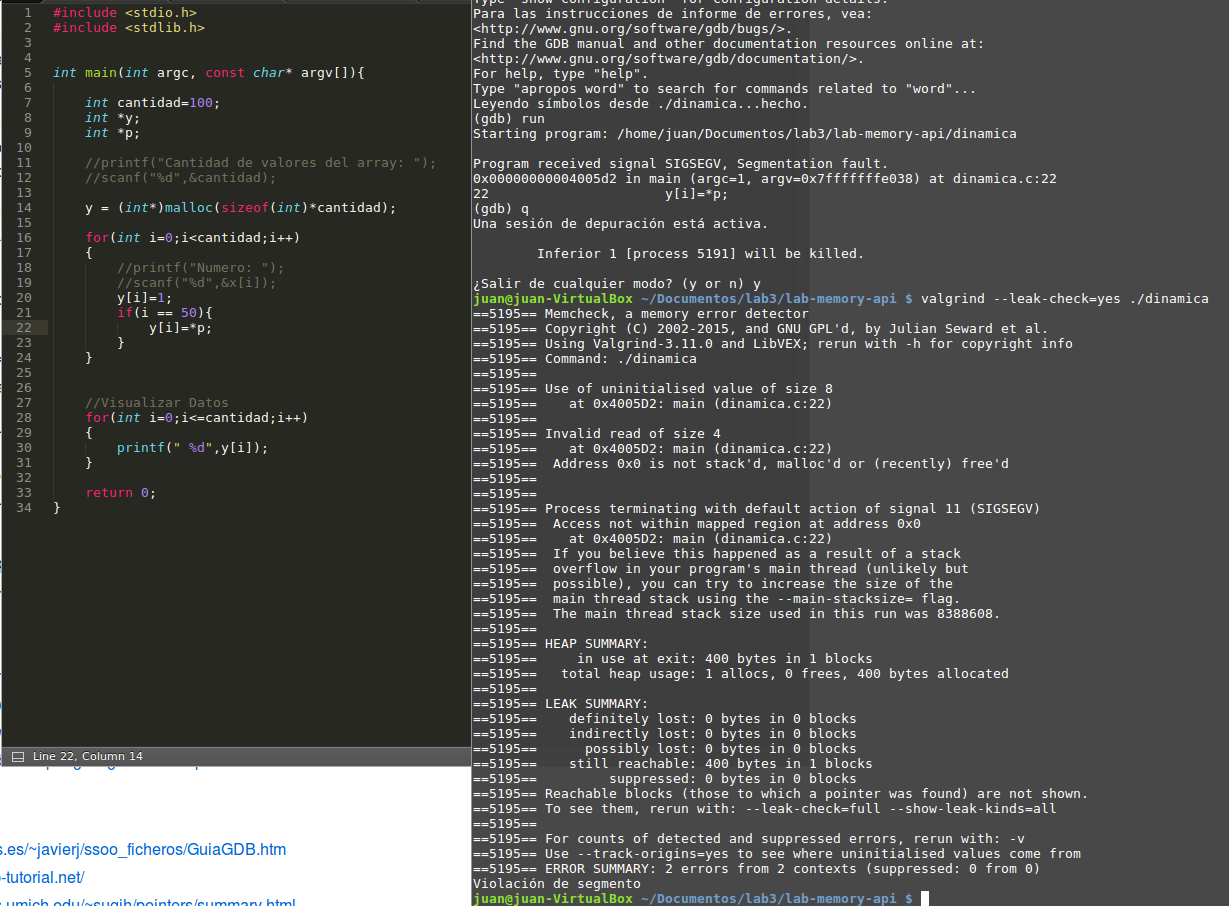 1 #include <stdio.h>
2 #include <stdlib.h>
3
4
5 int main(int argc, const char* argv[]){
6
7 int cantidad=100;
8 int *y;
9 int *p;
10
11 //printf("Cantidad de valores del array: ");
12 //scanf("%d",&cantidad);
13
14 y = (int*)malloc(sizeof(int)*cantidad);
15
16 for(int i=0;i<cantidad;i++)
17 {
18 //printf("Numero: ");
19 //scanf("%d",&x[i]);
20 y[i]=1;
21 if(i == 50){
22 y[i]=*p;
23 }
24 }
25
26
27 //Visualizar Datos
28 for(int i=0;i<=cantidad;i++)
29 {
30 printf(" %d",y[i]);
31 }
32
33 return 0;
34 }
Line 22, Column 14
s.es/~javierj/ssoo_ficheros/GuiaGDB.htm
-tutorial.net/
.umich.edu/~sugih/pointers/summary.html
Type "show configuration" for configuration details.
Para las instrucciones de informe de errores, vea:
<http://www.gnu.org/software/gdb/bugs/>.
Find the GDB manual and other documentation resources online at:
<http://www.gnu.org/software/gdb/documentation/>.
For help, type "help".
Type "apropos word" to search for commands related to "word"...
Leyendo símbolos desde ./dinamica...hecho.
(gdb) run
Starting program: /home/juan/Documentos/lab3/lab-memory-api/dinamica

Program received signal SIGSEGV, Segmentation fault.
0x00000000004005d2 in main (argc=1, argv=0x7fffffffe038) at dinamica.c:22
22 y[i]=*p;
(gdb) q
Una sesión de depuración está activa.

Inferior 1 [process 5191] will be killed.

¿Salir de cualquier modo? (y or n) y
juan@juan-VirtualBox ~/Documentos/lab3/lab-memory-api $ valgrind --leak-check=yes ./dinamica
==5195== Memcheck, a memory error detector
==5195== Copyright (C) 2002-2015, and GNU GPL'd, by Julian Seward et al.
==5195== Using Valgrind-3.11.0 and LibVEX; rerun with -h for copyright info
==5195== Command: ./dinamica
==5195==
==5195== Use of uninitialised value of size 8
==5195== at 0x4005D2: main (dinamica.c:22)
==5195==
==5195== Invalid read of size 4
==5195== at 0x4005D2: main (dinamica.c:22)
==5195== Address 0x0 is not stack'd, malloc'd or (recently) free'd
==5195==
==5195==
==5195== Process terminating with default action of signal 11 (SIGSEGV)
==5195== Access not within mapped region at address 0x0
==5195== at 0x4005D2: main (dinamica.c:22)
==5195== If you believe this happened as a result of a stack
==5195== overflow in your program's main thread (unlikely but
==5195== possible), you can try to increase the size of the
==5195== main thread stack using the --main-stacksize= flag.
==5195== The main thread stack size used in this run was 8388608.
==5195==
==5195== HEAP SUMMARY:
==5195== in use at exit: 400 bytes in 1 blocks
==5195== total heap usage: 1 allocs, 0 frees, 400 bytes allocated
==5195==
==5195== LEAK SUMMARY:
==5195== definitely lost: 0 bytes in 0 blocks
==5195== indirectly lost: 0 bytes in 0 blocks
==5195== possibly lost: 0 bytes in 0 blocks
==5195== still reachable: 400 bytes in 1 blocks
==5195== suppressed: 0 bytes in 0 blocks
==5195== Reachable blocks (those to which a pointer was found) are not shown.
==5195== To see them, rerun with: --leak-check=full --show-leak-kinds=all
==5195==
==5195== For counts of detected and suppressed errors, rerun with: -v
==5195== Use --track-origins=yes to see where uninitialised values come from
==5195== ERROR SUMMARY: 2 errors from 2 contexts (suppressed: 0 from 0)
Violación de segmento
juan@juan-VirtualBox ~/Documentos/lab3/lab-memory-api $